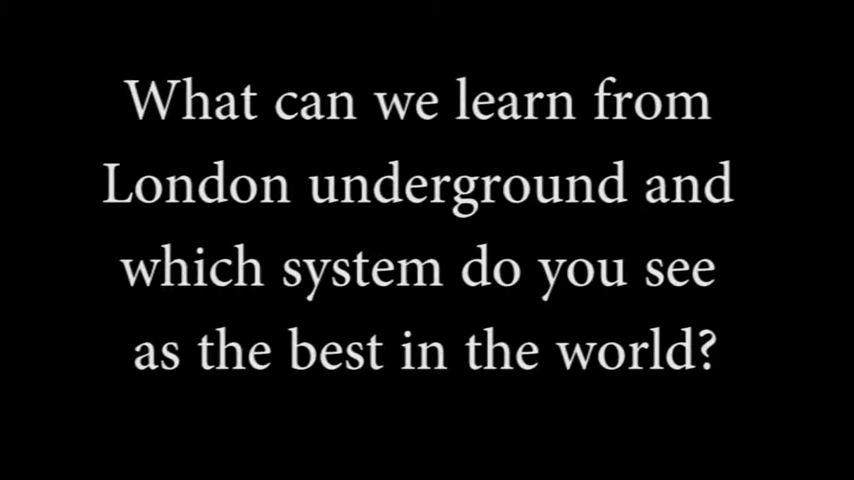 What can we learn from
London underground and
which system do you see
as the best in the world?